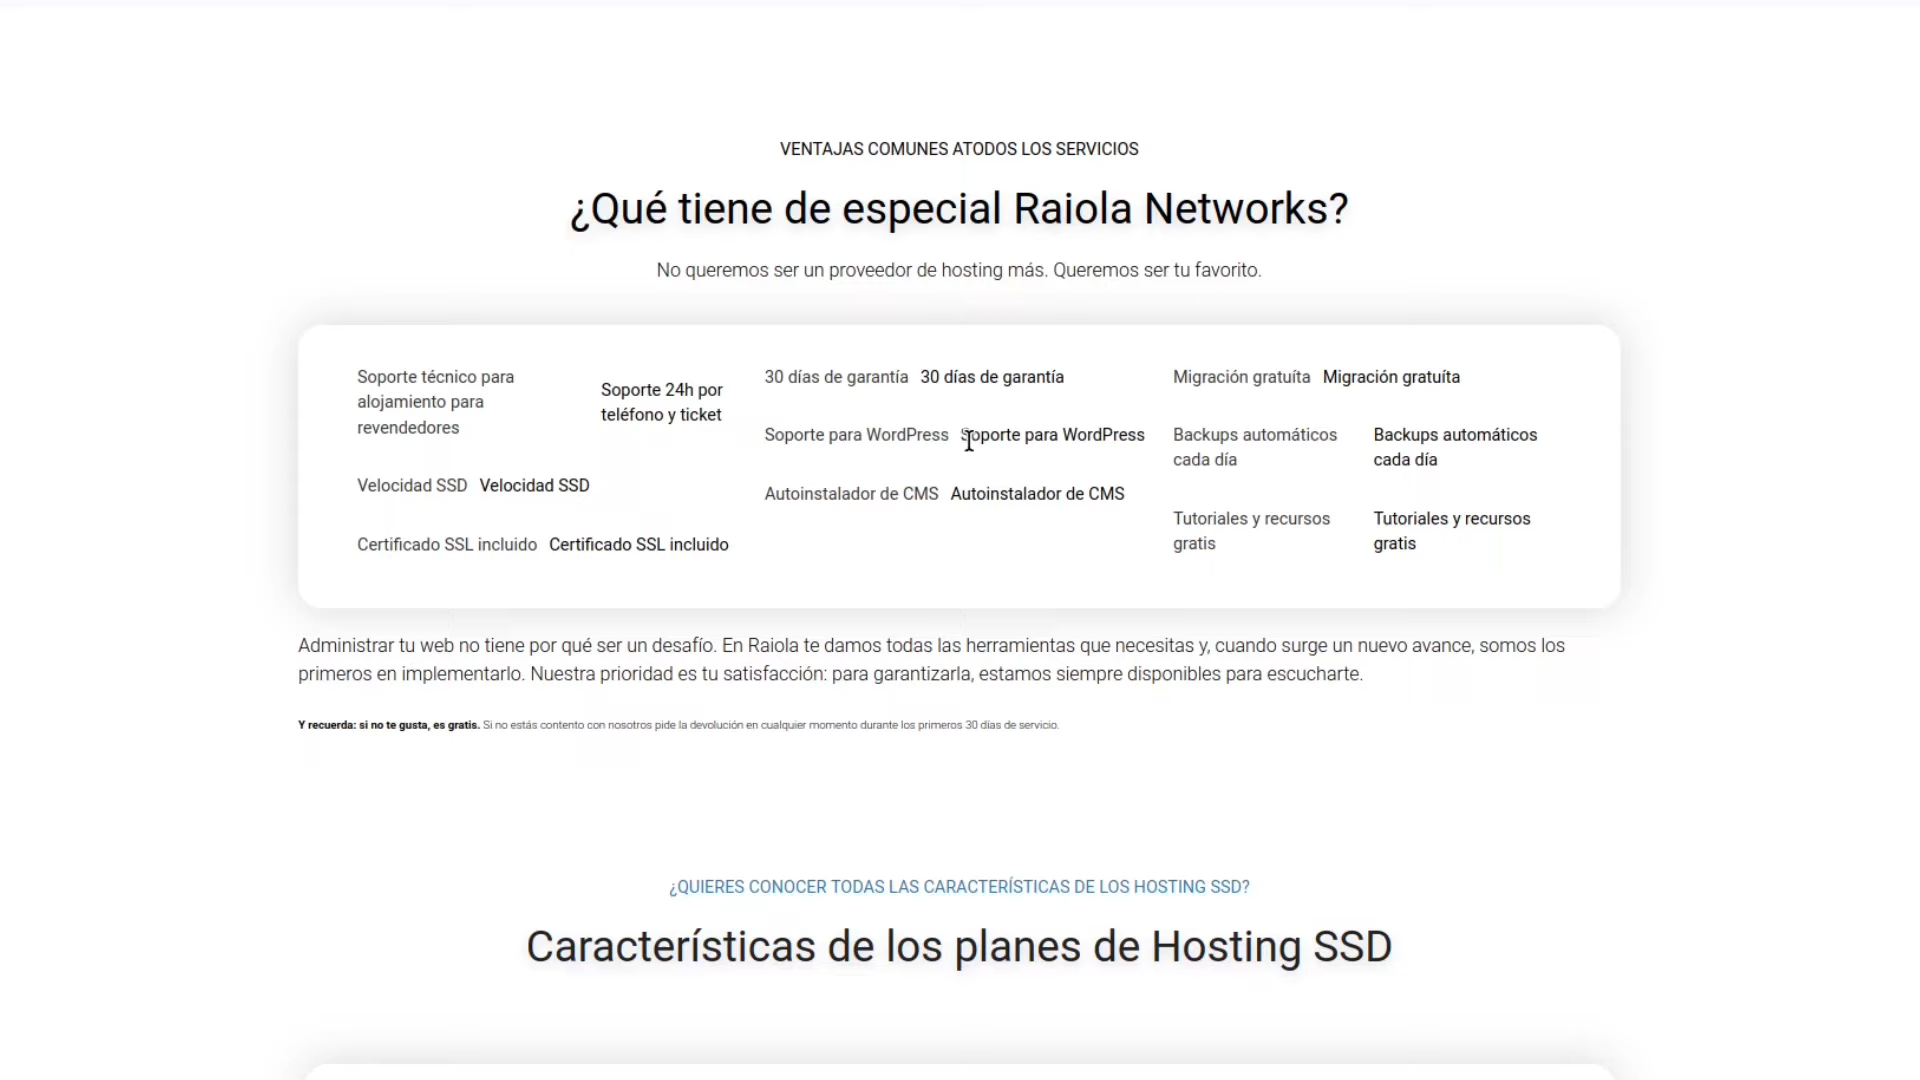 VENTAJAS COMUNES ATODOS LOS SERVICIOS
¿Qué tiene de especial Raiola Networks?
No queremos ser un proveedor de hosting más. Queremos ser tu favorito.
Soporte técnico para
alojamiento para
revendedores
Soporte 24h por
teléfono y ticket
Velocidad SSD Velocidad SSD
Certificado SSL incluido Certificado SSL incluido
30 días de garantía 30 días de garantía
Soporte para WordPress Soporte para WordPress
Autoinstalador de CMS Autoinstalador de CMS
Migración gratuíta Migración gratuíta
Backups automáticos
cada día
Backups automáticos
cada día
Tutoriales y recursos
gratis
Tutoriales y recursos
gratis
Administrar tu web no tiene por qué ser un desafío. En Raiola te damos todas las herramientas que necesitas y, cuando surge un nuevo avance, somos los
primeros en implementarlo. Nuestra prioridad es tu satisfacción: para garantizarla, estamos siempre disponibles para escucharte.
Y recuerda: si no te gusta, es gratis. Si no estás contento con nosotros pide la devolución en cualquier momento durante los primeros 30 días de servicio.
¿QUIERES CONOCER TODAS LAS CARACTERÍSTICAS DE LOS HOSTING SSD?
Características de los planes de Hosting SSD